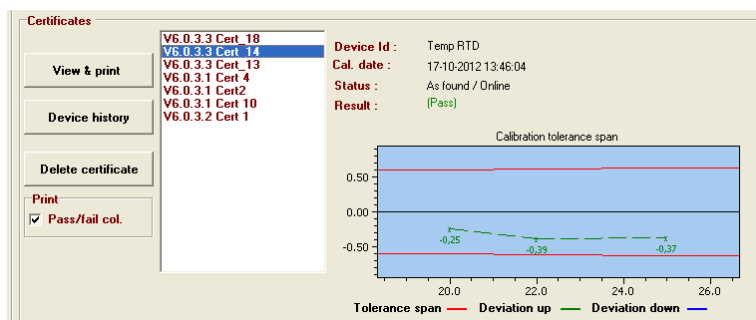 Certificates
View & print
Device history
Delete certificate
Print
Pass/fail col.
V6.0.3.3 Cert_18
V6.0.3.3 Cert_14
V6.0.3.3 Cert_13
V6.0.3.1 Cert 4
V6.0.3.1 Cert2
V6.0.3.1 Cert 10
V6.0.3.2 Cert 1
Device Id : Temp RTD
Cal. date : 17-10-2012 13:46:04
Status : As found / Online
Result : (Pass)
Calibration tolerance span
0.50
0.00
-0.50
-0,25
-0,39
-0,37
20.0 22.0 24.0 26.0
Tolerance span Deviation up Deviation down